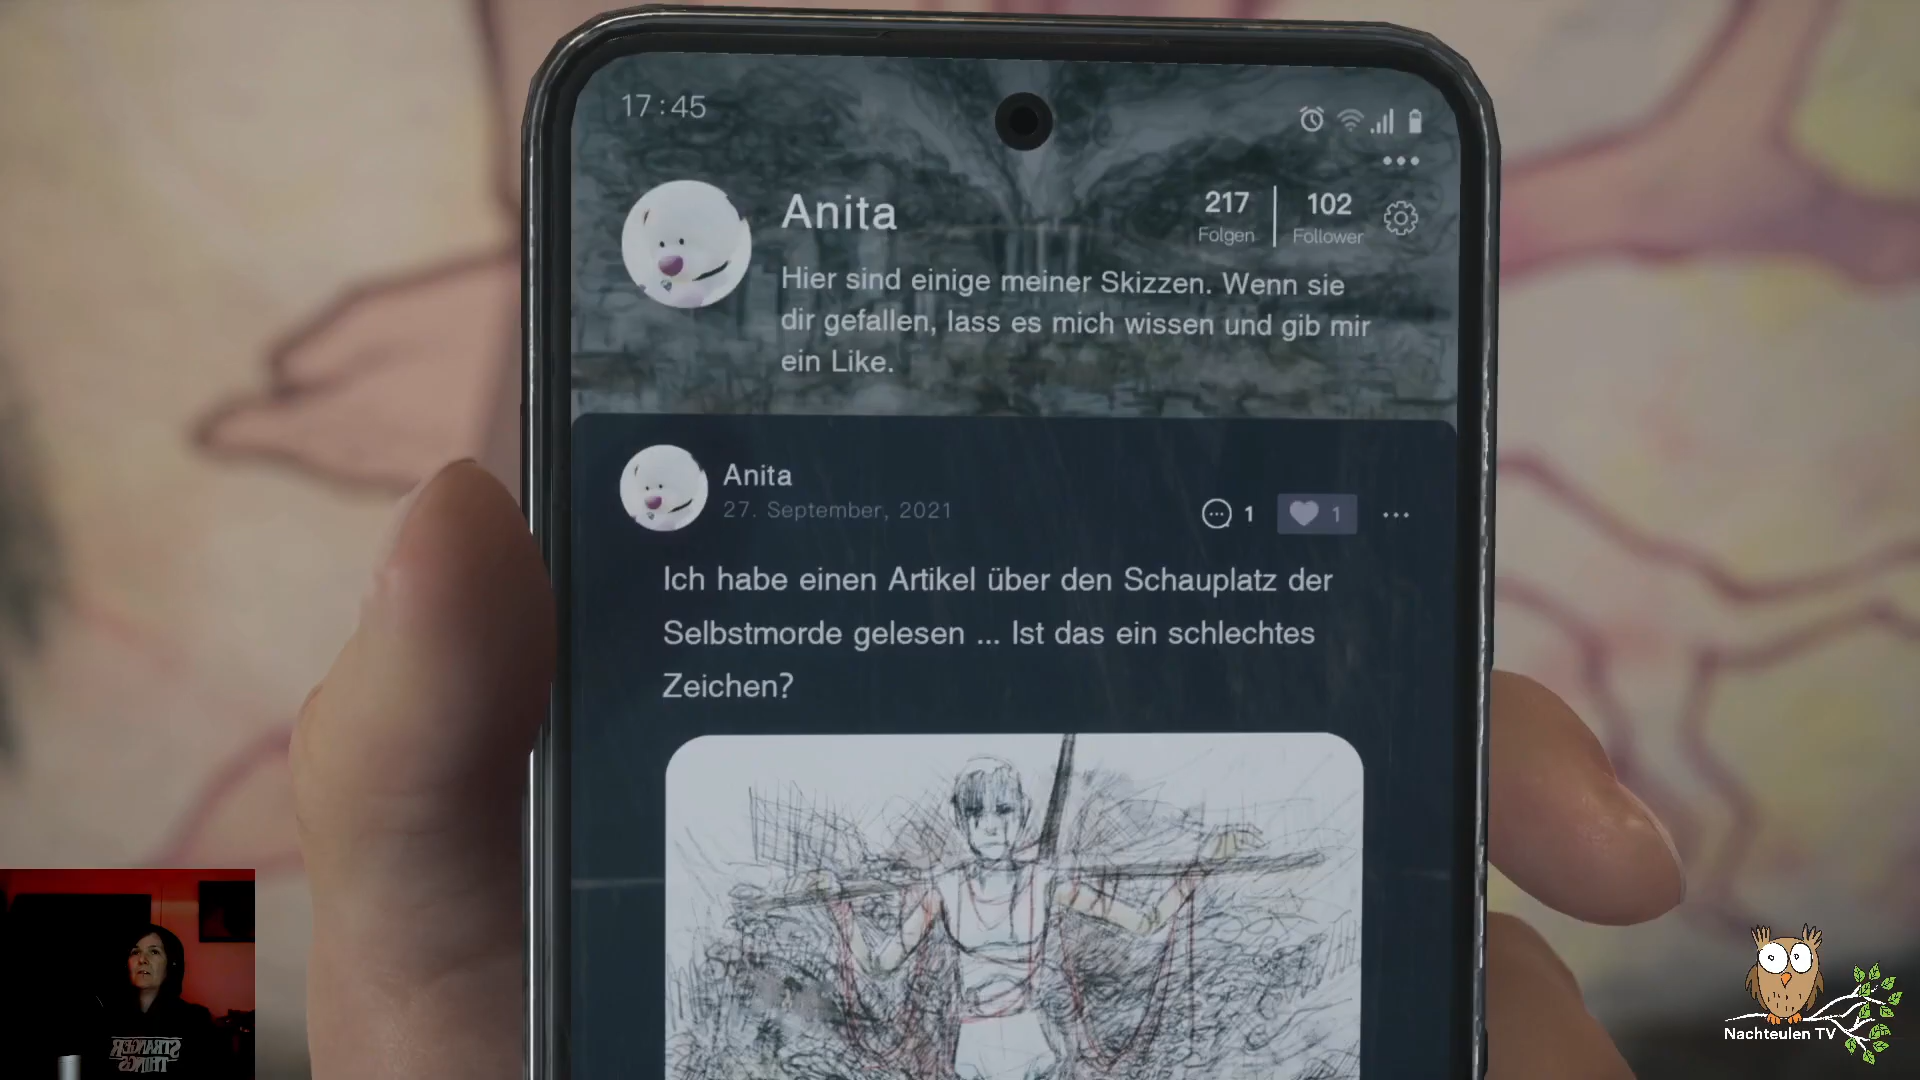 17:45
Anita
217
Folgen
102
Follower
Hier sind einige meiner Skizzen. Wenn sie
dir gefallen, lass es mich wissen und gib mir
ein Like.
Anita
27. September, 2021
1
1
Ich habe einen Artikel über den Schauplatz der
Selbstmorde gelesen ... Ist das ein schlechtes
Zeichen?
STRANGER
THINGS
Nachteulen TV